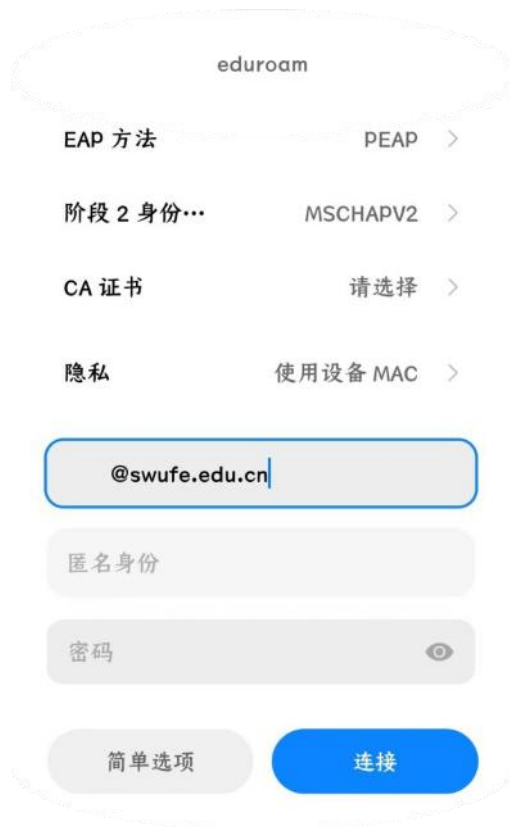 eduroam
EAP 方法 PEAP
阶段 2 身份… MSCHAPV2
CA 证书 请选择
隐私 使用设备 MAC
@swufe.edu.cn
匿名身份
密码
简单选项 连接